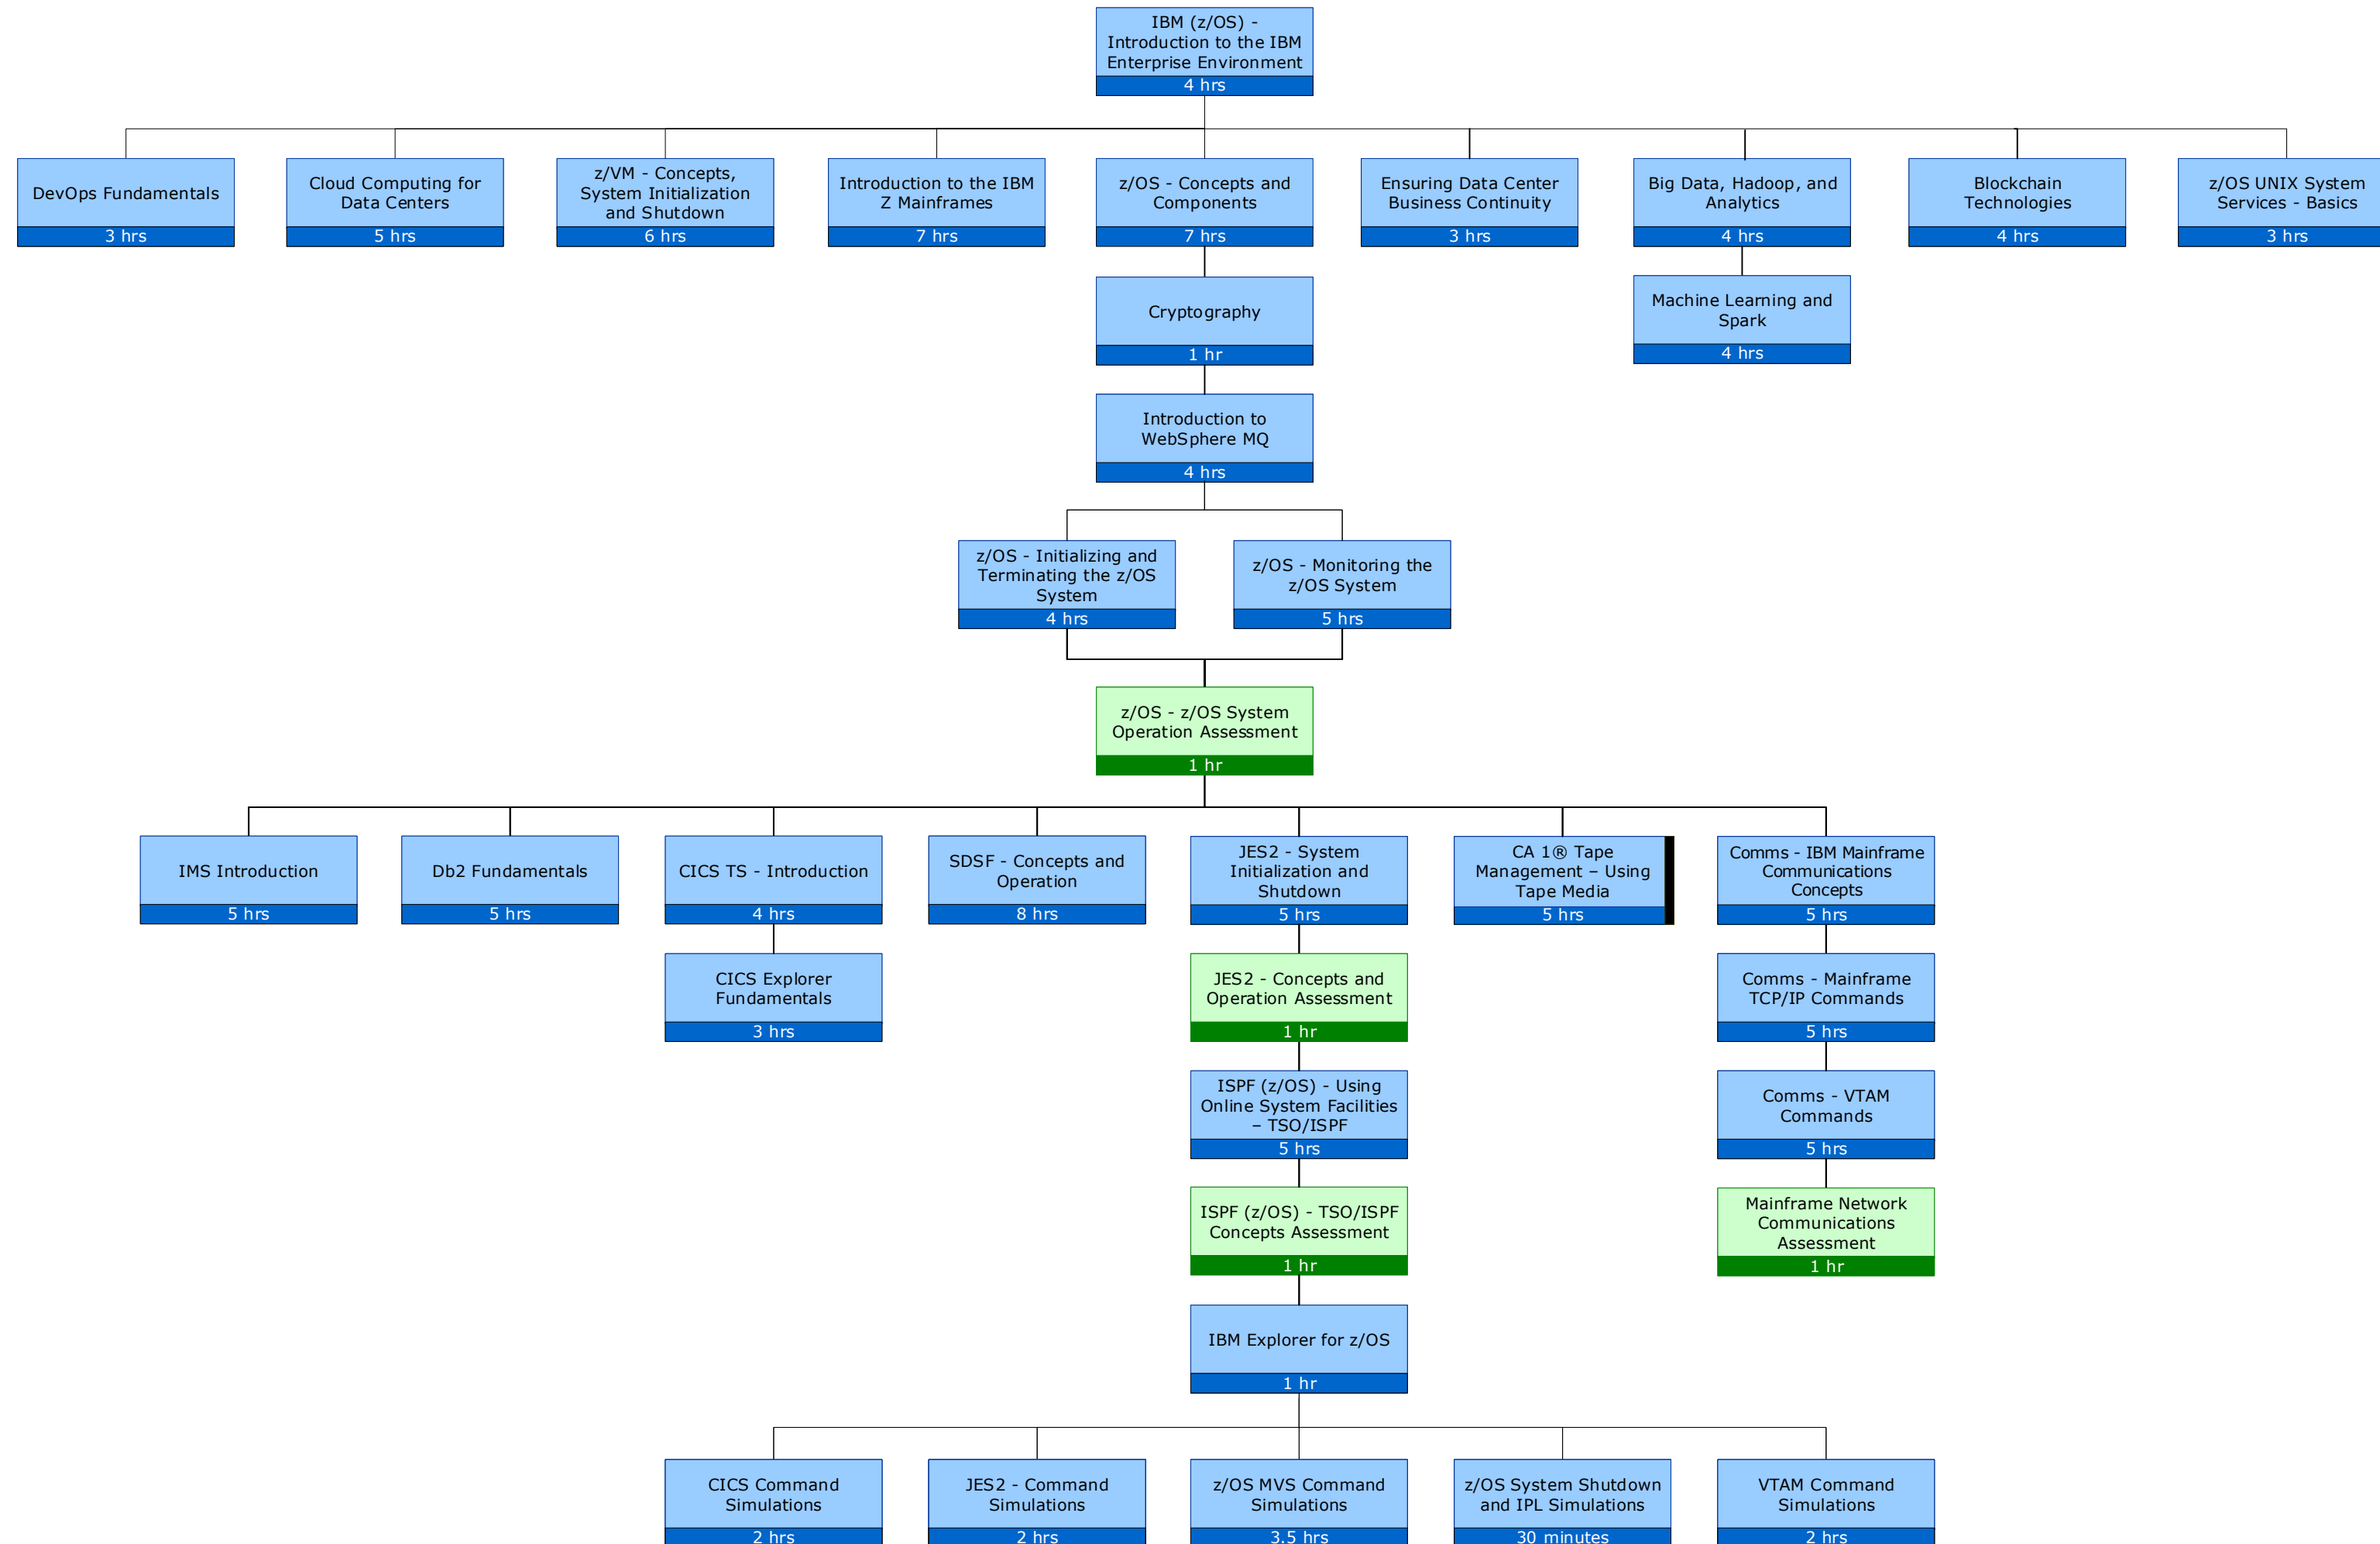 IBM (z/OS) -
Introduction to the IBM
Enterprise Environment
4 hrs
DevOps Fundamentals
3 hrs
Cloud Computing for
Data Centers
5 hrs
z/VM - Concepts,
System Initialization
and Shutdown
6 hrs
Introduction to the IBM
Z Mainframes
7 hrs
z/OS - Concepts and
Components
7 hrs
Ensuring Data Center
Business Continuity
3 hrs
Big Data, Hadoop, and
Analytics
4 hrs
Blockchain
Technologies
4 hrs
z/OS UNIX System
Services - Basics
3 hrs
Cryptography
1 hr
Machine Learning and
Spark
4 hrs
Introduction to
WebSphere MQ
4 hrs
z/OS - Initializing and
Terminating the z/OS
System
4 hrs
z/OS - Monitoring the
z/OS System
5 hrs
z/OS - z/OS System
Operation Assessment
1 hr
IMS Introduction
5 hrs
Db2 Fundamentals
5 hrs
CICS TS - Introduction
4 hrs
SDSF - Concepts and
Operation
8 hrs
JES2 - System
Initialization and
Shutdown
5 hrs
CA 1® Tape
Management – Using
Tape Media
5 hrs
Comms - IBM Mainframe
Communications
Concepts
5 hrs
CICS Explorer
Fundamentals
3 hrs
JES2 - Concepts and
Operation Assessment
1 hr
Comms - Mainframe
TCP/IP Commands
5 hrs
ISPF (z/OS) - Using
Online System Facilities
– TSO/ISPF
5 hrs
Comms - VTAM
Commands
5 hrs
ISPF (z/OS) - TSO/ISPF
Concepts Assessment
1 hr
Mainframe Network
Communications
Assessment
1 hr
IBM Explorer for z/OS
1 hr
CICS Command
Simulations
2 hrs
JES2 - Command
Simulations
2 hrs
z/OS MVS Command
Simulations
3.5 hrs
z/OS System Shutdown
and IPL Simulations
30 minutes
VTAM Command
Simulations
2 hrs